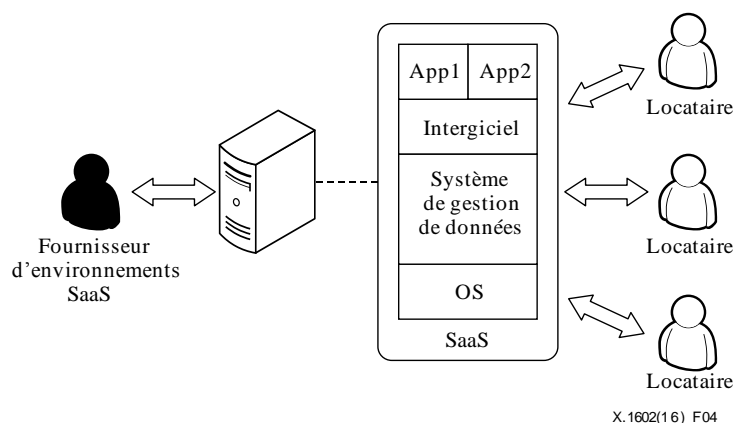 App1 App2
Locataire
Intergiciel
Système
de gestion
de données
Locataire
Fournisseur
d'environnements
SaaS
OS
SaaS
Locataire
X.1602(16) F04